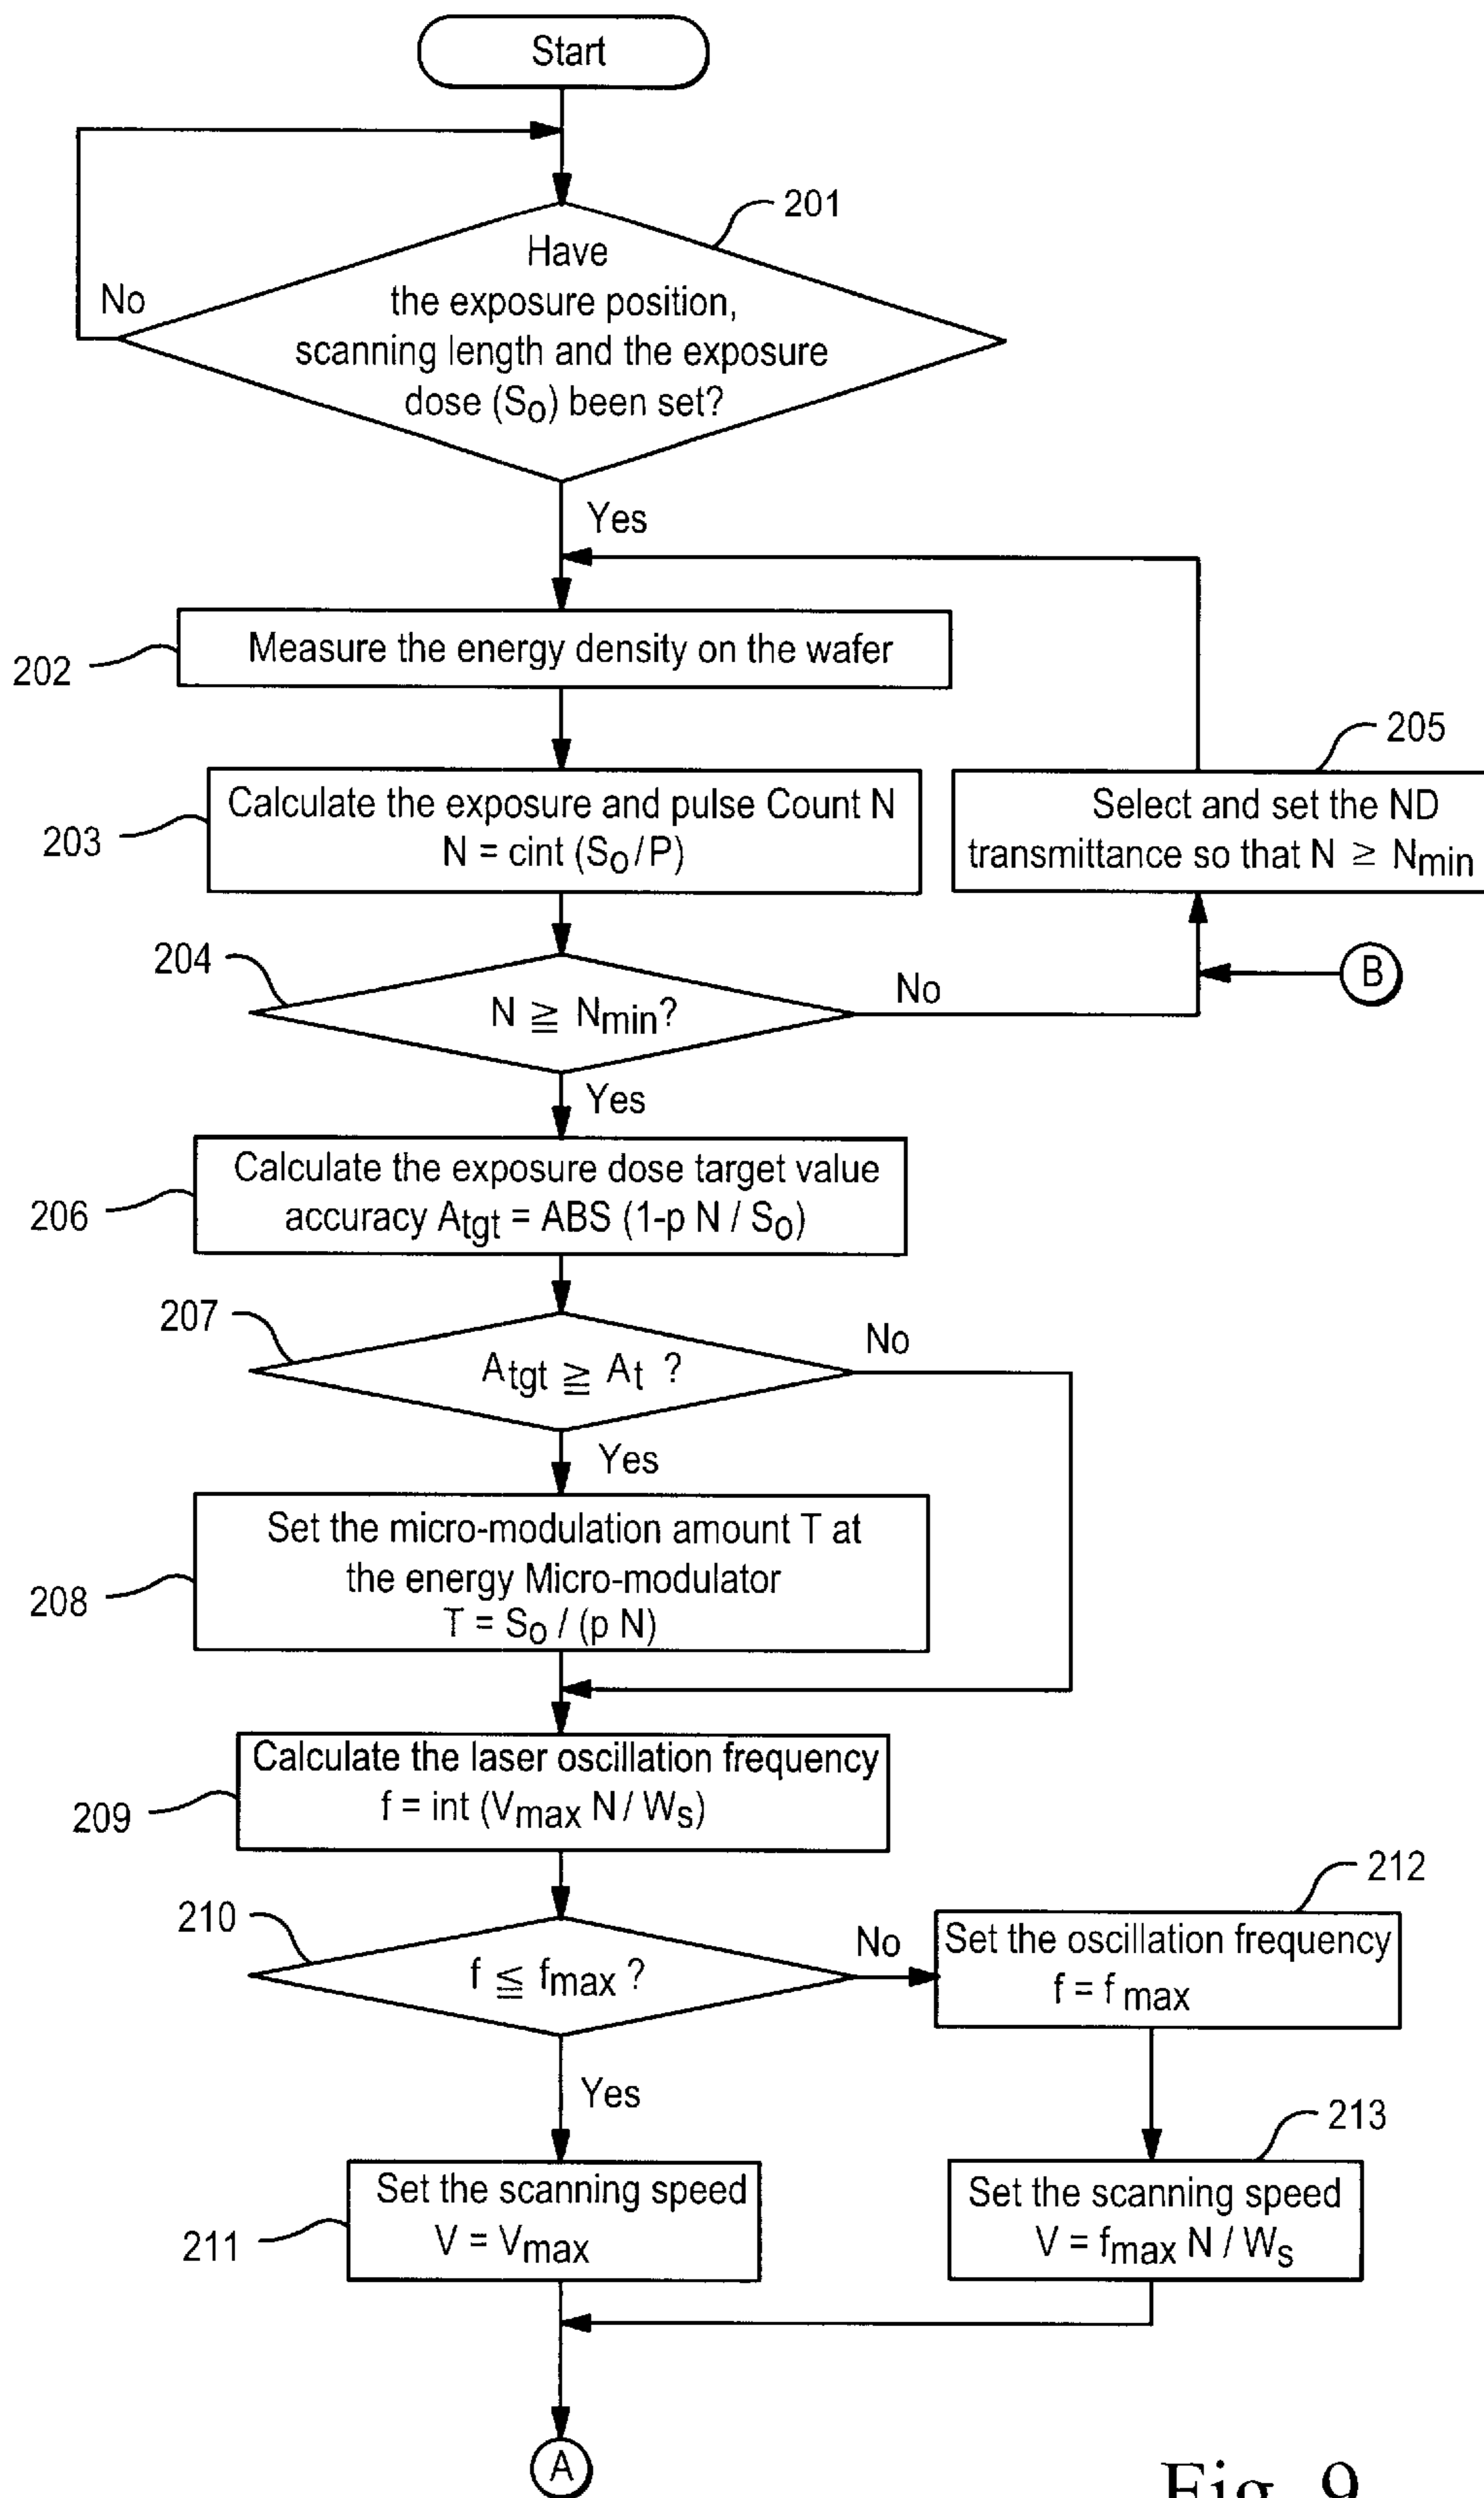 Start
201
Have
the exposure position,
scanning length and the exposure
dose (So) been set?
No
Yes
202
Measure the energy density on the wafer
203
Calculate the exposure and pulse Count N
N = cint (So/P)
205
Select and set the ND
transmittance so that N ≥ Nmin
204
N ≧ Nmin?
No
B
Yes
206
Calculate the exposure dose target value
accuracy Atgt = ABS (1-p N / So)
207
Atgt ≧ At ?
No
Yes
208
Set the micro-modulation amount T at
the energy Micro-modulator
T = So / (p N)
209
Calculate the laser oscillation frequency
f = int (Vmax N / Ws)
210
f ≦ fmax ?
No
212
Set the oscillation frequency
f = f max
Yes
211
Set the scanning speed
V = Vmax
213
Set the scanning speed
V = fmax N / Ws
A
Fig. 9